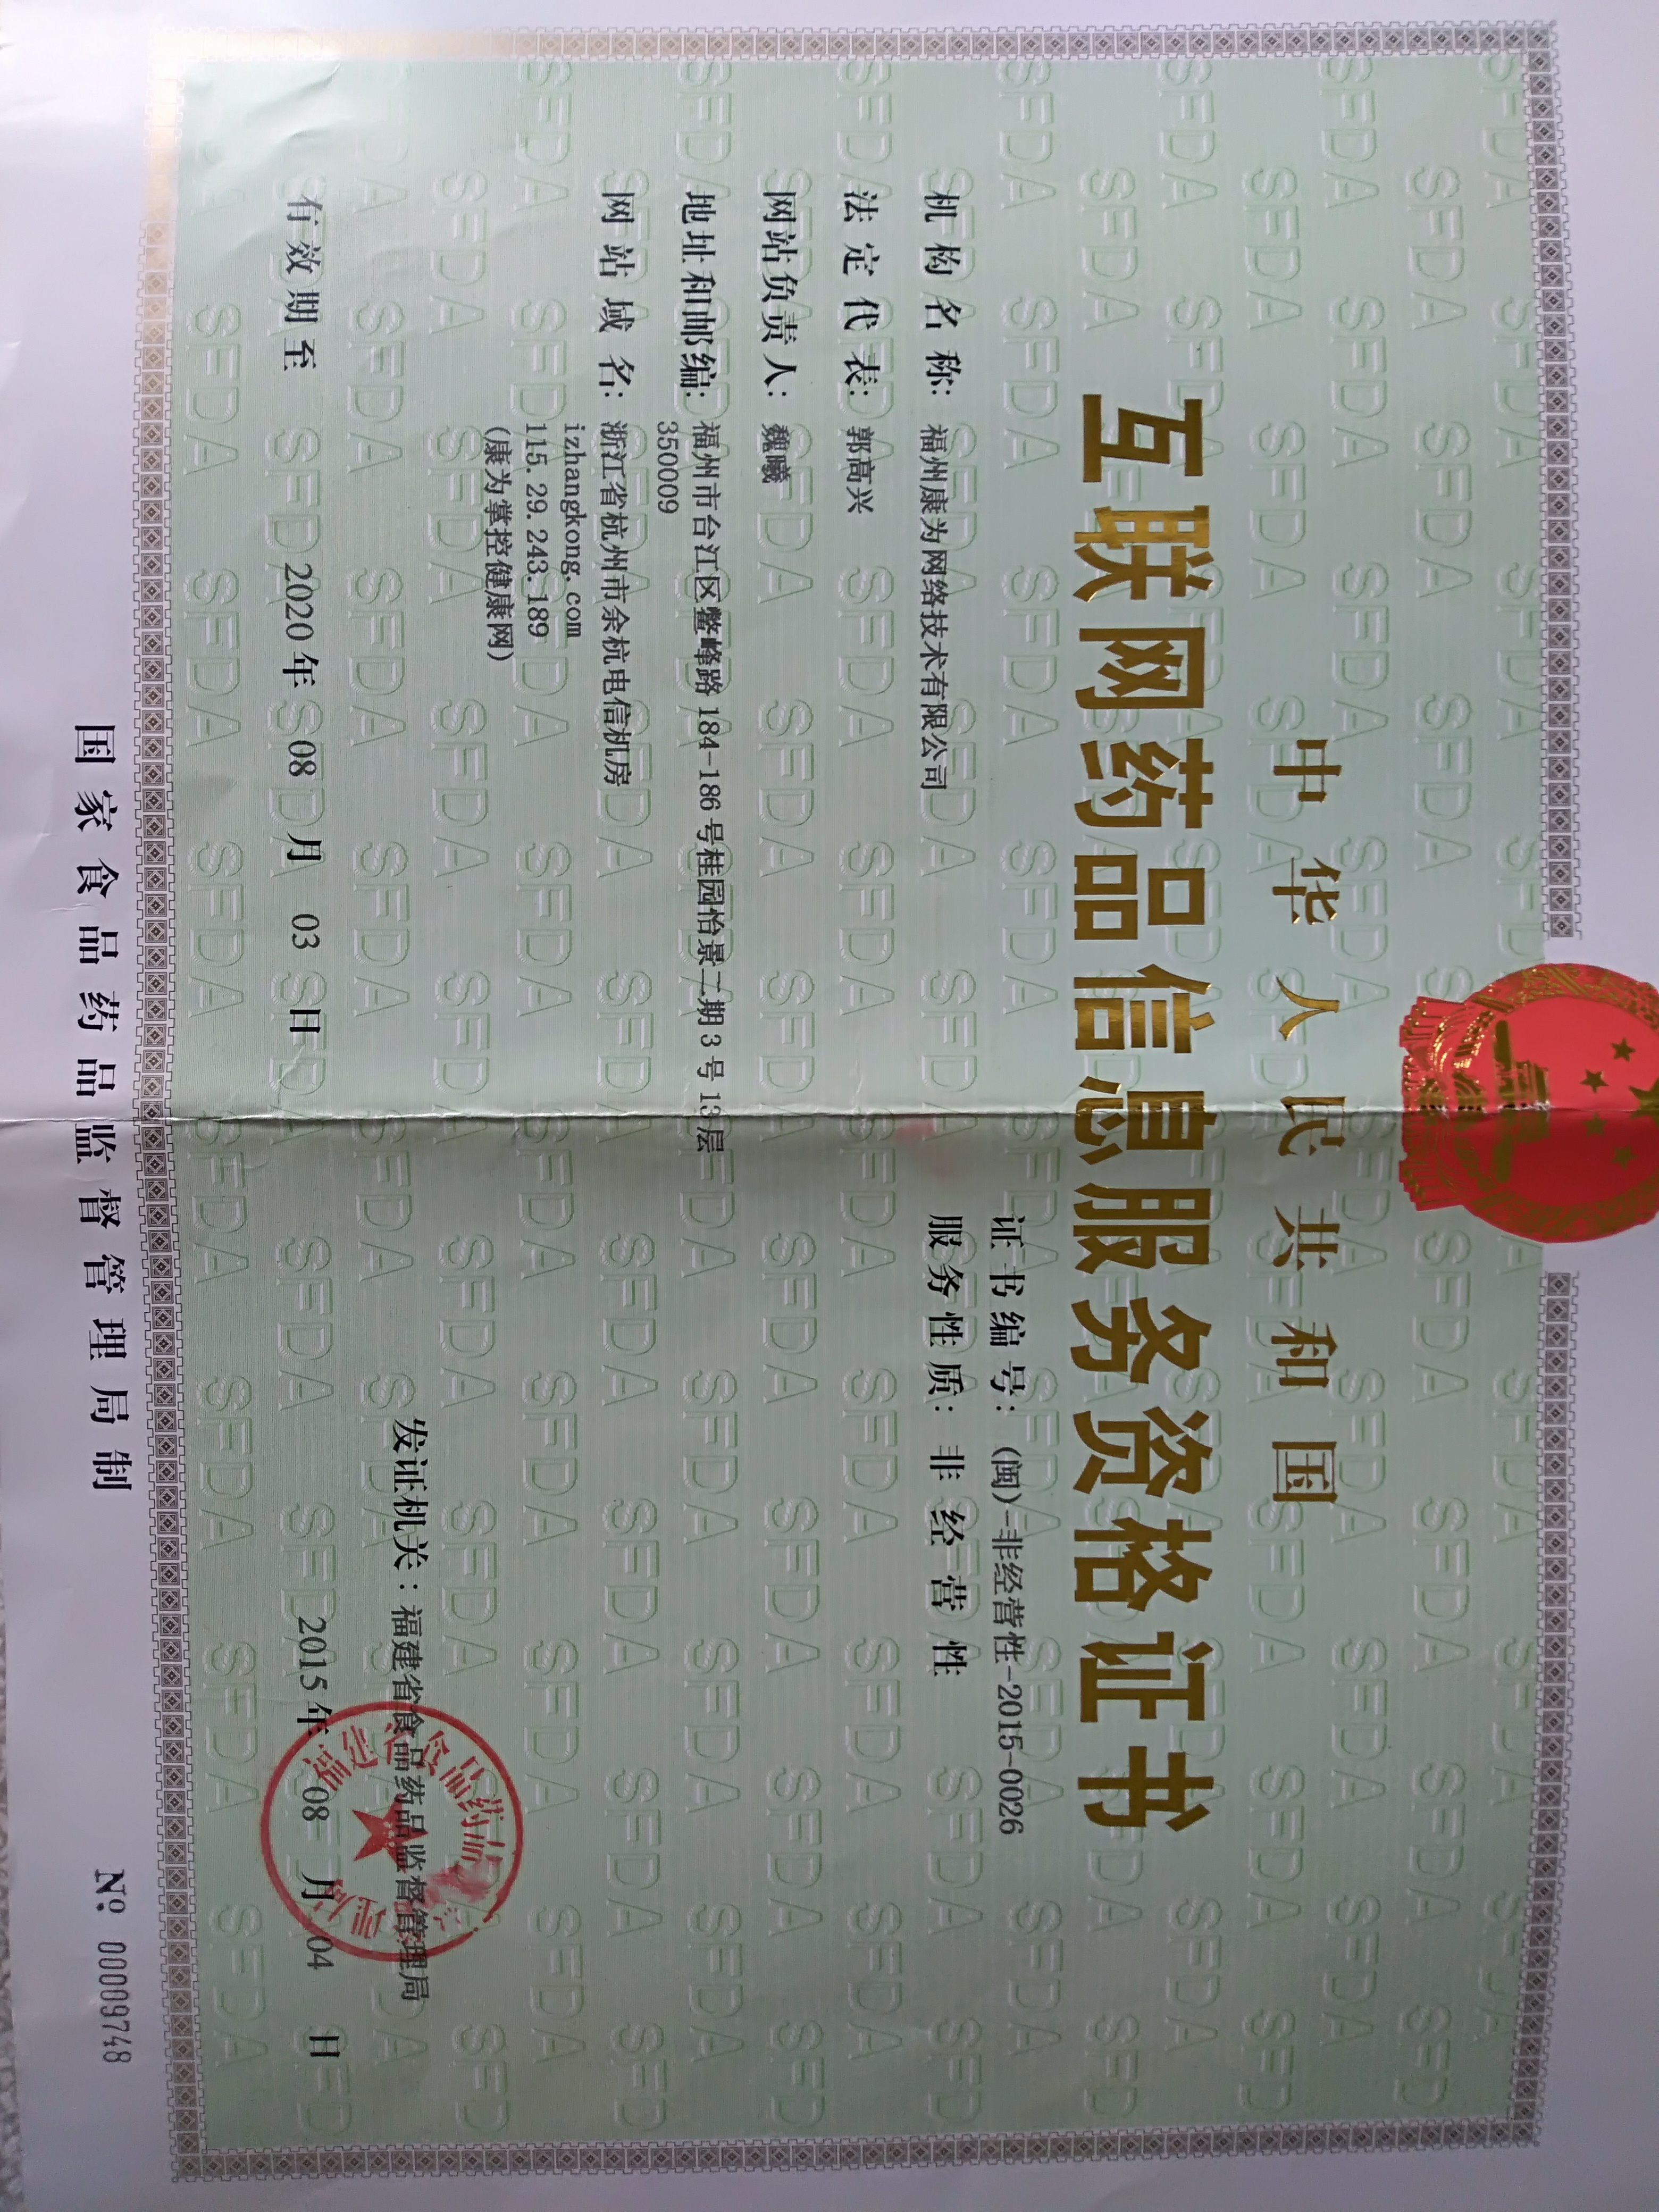 中华人民共和国
互联网药品信息服务资格证书
证书编号：(闽)-非经营性-2015-0026
机构名称：福州康为网络技术有限公司
服务性质：非经营性
法定代表：郭高兴
网站负责人：魏曦
地址和邮编：福州市台江区鳌峰路184-186号桂园怡景二期3号13层
350009
网站域名：浙江省杭州市余杭电信机房
izhangkong.com
115.29.243.189
(康为掌控健康网)
发证机关：福建省食品药品监督管理局
有效期至 2020年 08 月 03 日
2015年 08 月 04 日
国家食品药品监督管理局制
№ 00009748